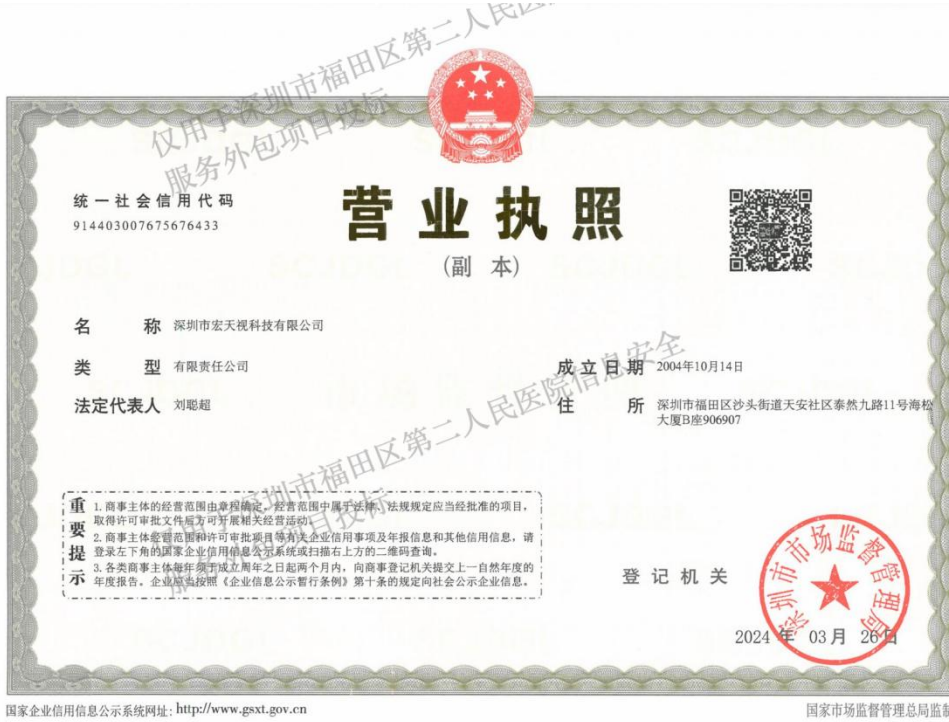 仅用于深圳市福田区第二人民医院
服务外包项目投标
统一社会信用代码
914403007675676433
营业执照
(副 本)
名 称 深圳市宏天视科技有限公司
类 型 有限责任公司
成立日期 2004年10月14日
法定代表人 刘聪超
住 所 深圳市福田区沙头街道天安社区泰然九路11号海松
大厦B座906907
仅用于深圳市福田区第二人民医院信息安全
服务外包项目投标
重要提示
1.商事主体的经营范围由章程确定。经营范围中属于法律、法规规定应当经批准的项目,
取得许可审批文件后方可开展相关经营活动。
2.商事主体经营范围和许可审批项目等有关企业信用事项及年报信息和其他信用信息,请
登录左下角的国家企业信用信息公示系统或扫描右上方的二维码查询。
3.各类商事主体每年须于成立周年之日起两个月内,向商事登记机关提交上一自然年度的
年度报告。企业应当按照《企业信息公示暂行条例》第十条的规定向社会公示企业信息。
登记机关
深圳市市场监督管理局
2024 年 03 月 26 日
国家企业信用信息公示系统网址:http://www.gsxt.gov.cn
国家市场监督管理总局监